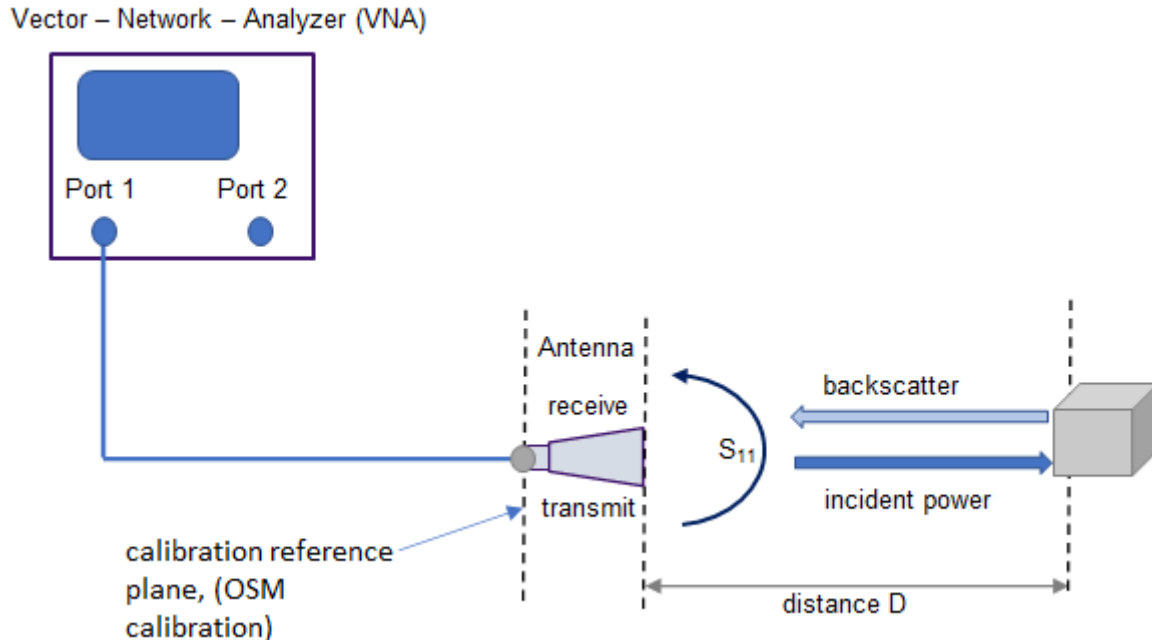 Vector – Network – Analyzer (VNA)
Port 1
Port 2
Antenna
receive
transmit
S11
backscatter
incident power
calibration reference
plane, (OSM
calibration)
distance D